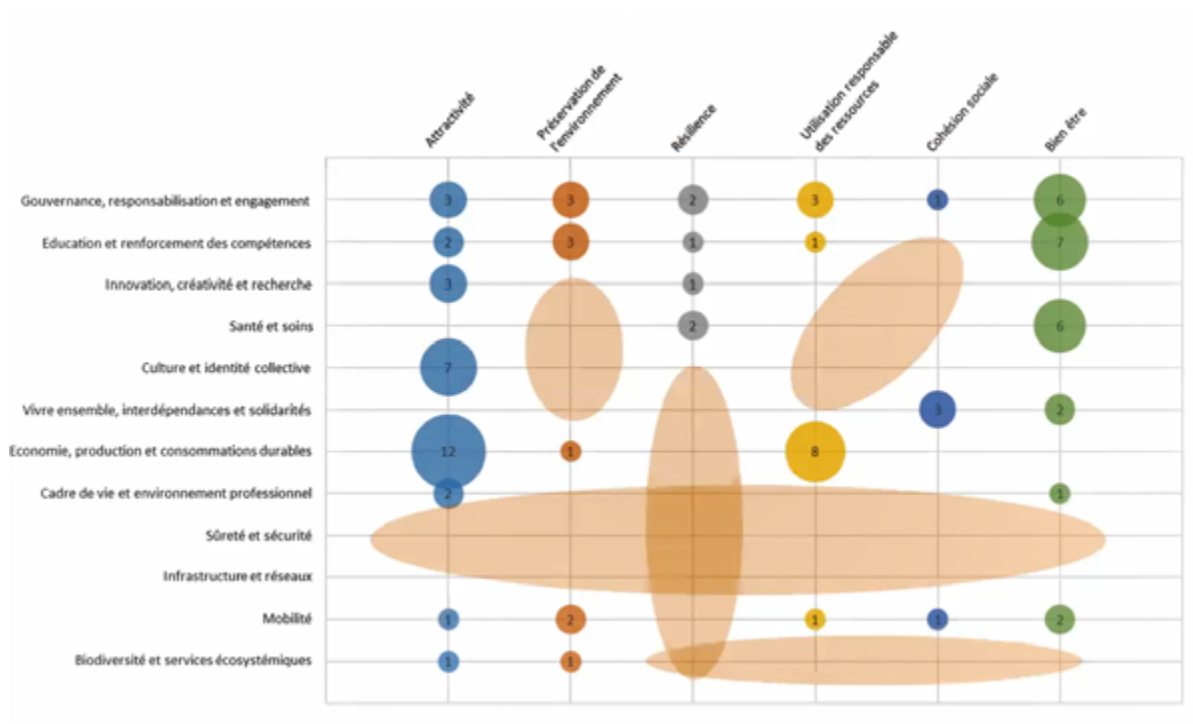 Attractivité
Préservation de
l'environnement
Résilience
Utilisation responsable
des ressources
Cohésion sociale
Bien être
Gouvernance, responsabilisation et engagement 3 3 2 3 1 6
Education et renforcement des compétences 2 3 1 1 7
Innovation, créativité et recherche 3 1
Santé et soins 2 6
Culture et identité collective 7
Vivre ensemble, interdépendances et solidarités 3 2
Economie, production et consommations durables 12 1 8
Cadre de vie et environnement professionnel 2 1
Sûreté et sécurité
Infrastructure et réseaux
Mobilité 1 2 1 1 2
Biodiversité et services écosystémiques 1 1